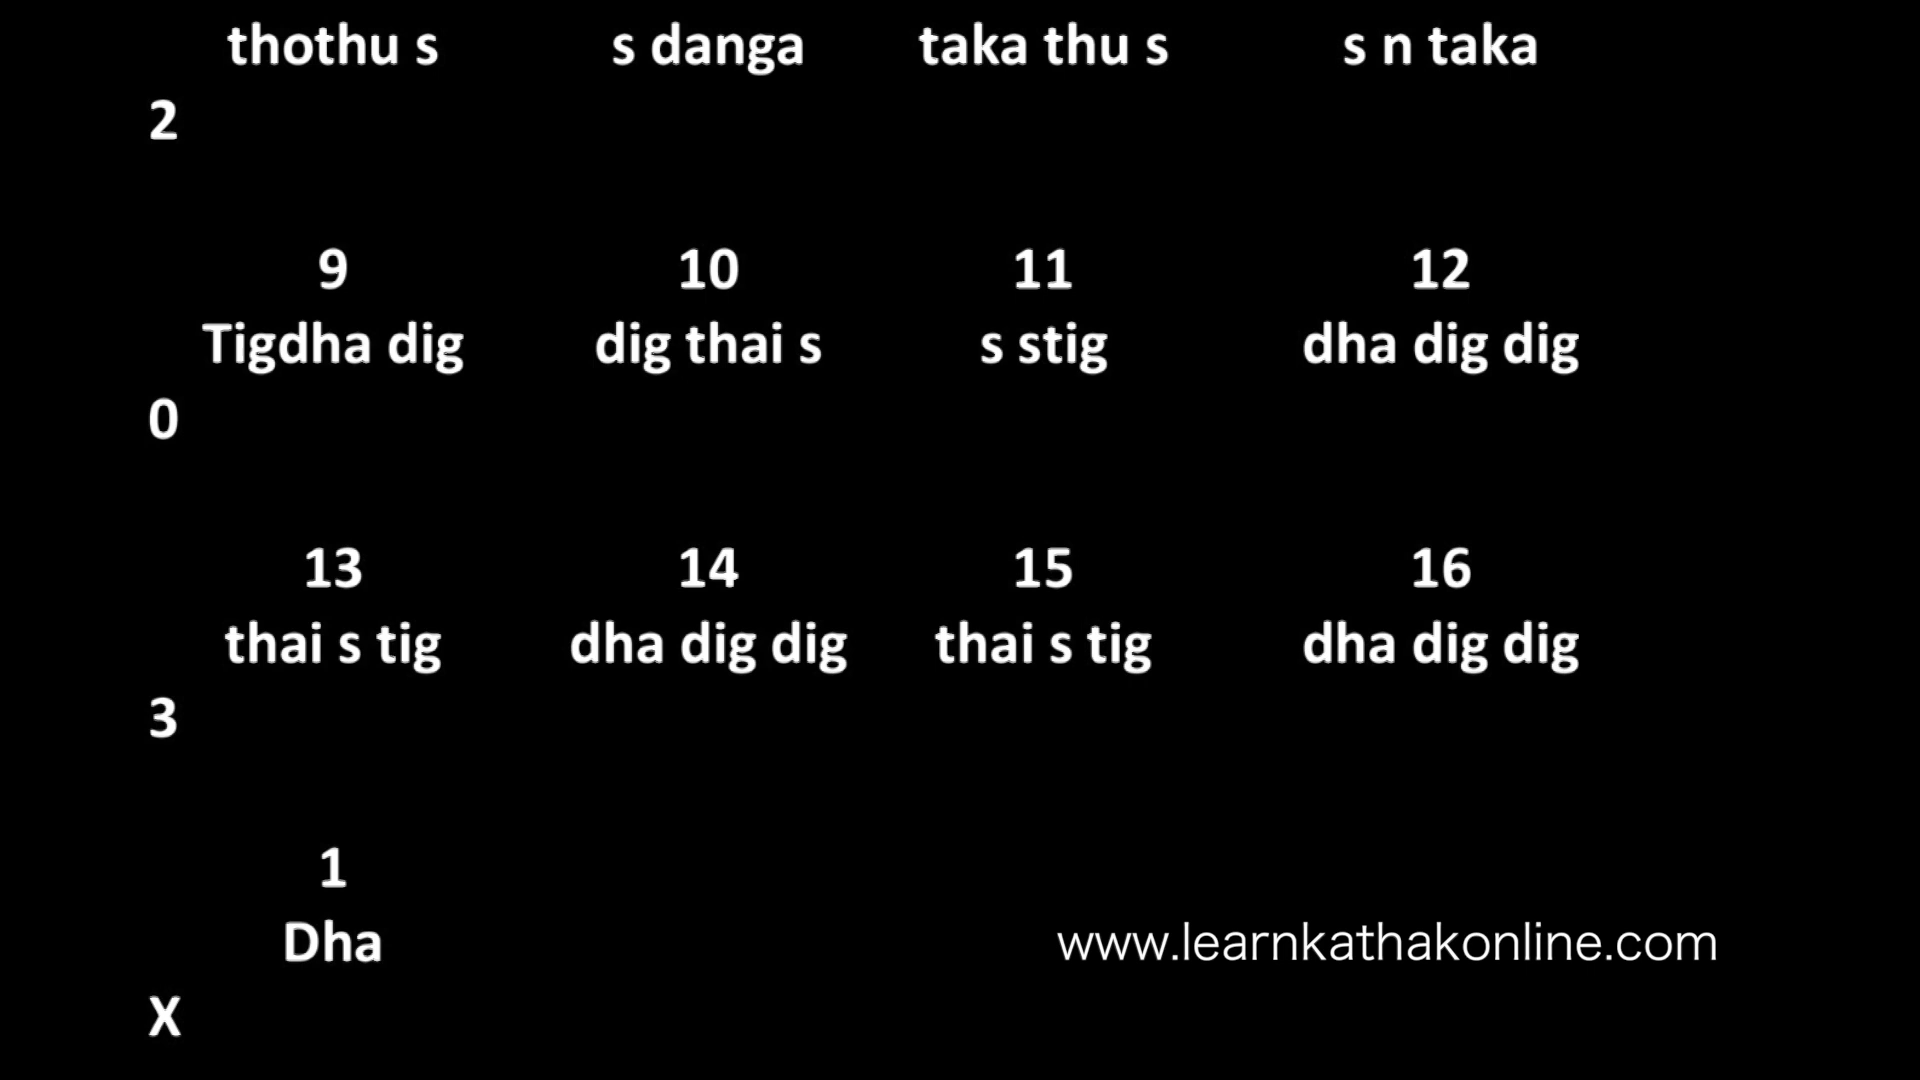 thothu s s danga taka thu s s n taka
2
9 10 11 12
Tigdha dig dig thai s s stig dha dig dig
0
13 14 15 16
thai s tig dha dig dig thai s tig dha dig dig
3
1
Dha www.learnkathakonline.com
X